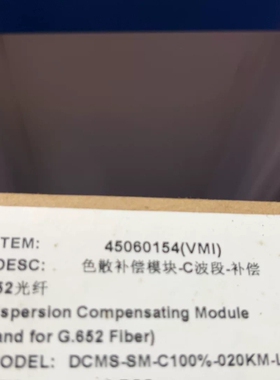 TEM: 45060154(VMI)
DESC: 色散补偿模块-C波段-补偿
52光纤
spersion Compensating Module
and for G.652 Fiber)
MODEL: DCMS-SM-C100%-020KM-L